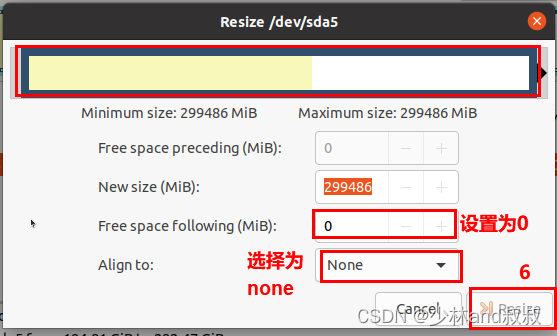 Resize /dev/sda5
Minimum size: 299486 MiB Maximum size: 299486 MiB
Free space preceding (MiB): 0
New size (MiB): 299486
Free space following (MiB): 0 设置为0
Align to: None
选择为
none
6
Cancel Resize
CSDN @少林and叔叔